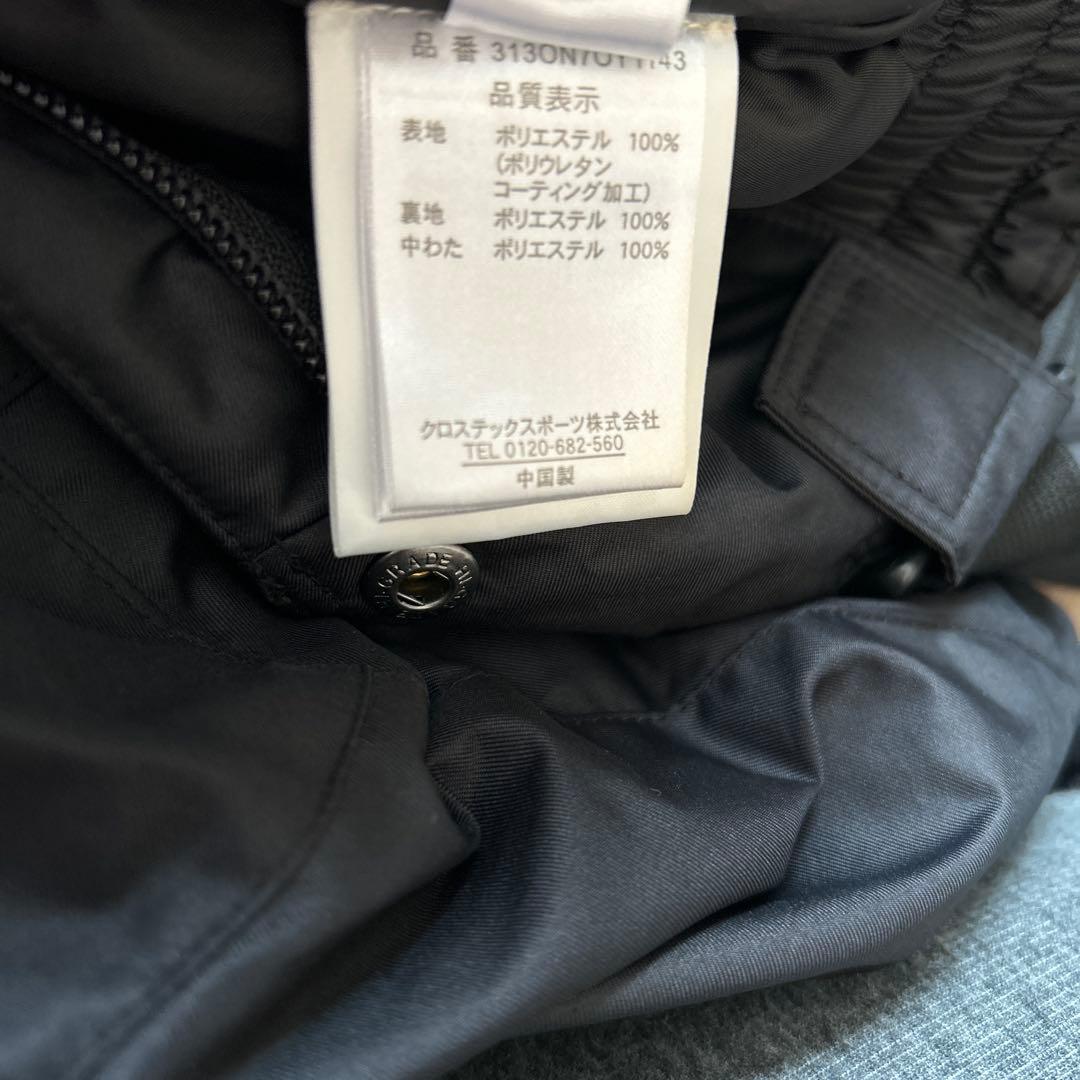 品番
品質表示
表地 ポリエステル 100%
(ポリウレタン
コーティング加工)
裏地 ポリエステル 100%
中わた ポリエステル 100%
クロステックスポーツ株式会社
TEL 0120-682-560
中国製
GRADE